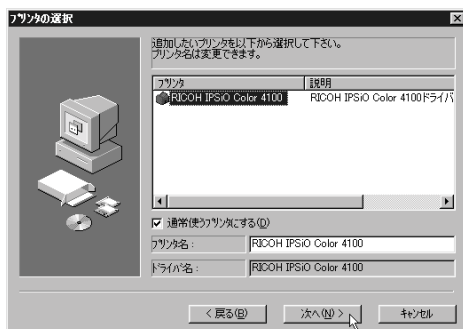 プリンタの選択
追加したいプリンタを以下から選択して下さい。
プリンタ名は変更できます。
プリンタ 説明
RICOH IPSiO Color 4100 RICOH IPSiO Color 4100ドライバ
通常使うプリンタにする(D)
プリンタ名： RICOH IPSiO Color 4100
ドライバ名： RICOH IPSiO Color 4100
< 戻る(B) 次へ(N) > キャンセル